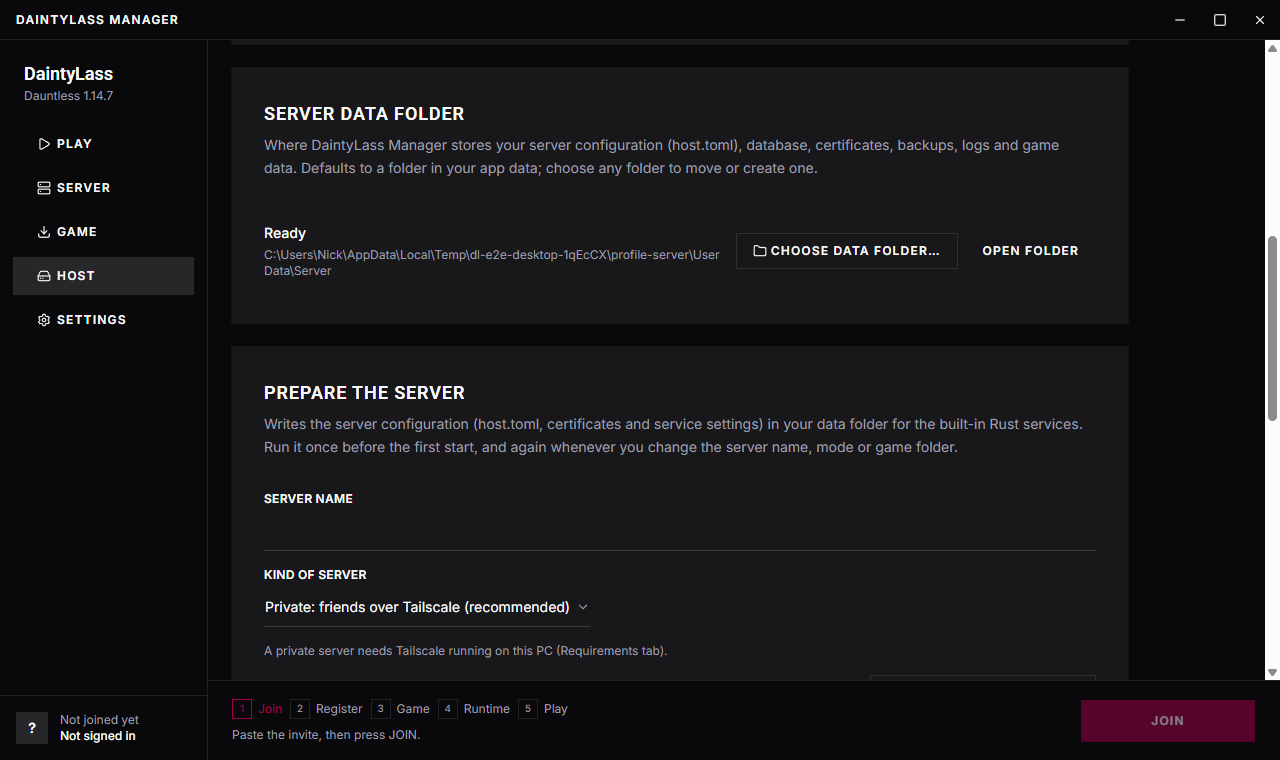 DAINTYLASS MANAGER
DaintyLass
Dauntless 1.14.7
PLAY
SERVER
GAME
HOST
SETTINGS
SERVER DATA FOLDER
Where DaintyLass Manager stores your server configuration (host.toml), database, certificates, backups, logs and game
data. Defaults to a folder in your app data; choose any folder to move or create one.
Ready
C:\Users\Nick\AppData\Local\Temp\dl-e2e-desktop-1qEcCX\profile-server\User
Data\Server
CHOOSE DATA FOLDER...
OPEN FOLDER
PREPARE THE SERVER
Writes the server configuration (host.toml, certificates and service settings) in your data folder for the built-in Rust services.
Run it once before the first start, and again whenever you change the server name, mode or game folder.
SERVER NAME
KIND OF SERVER
Private: friends over Tailscale (recommended)
A private server needs Tailscale running on this PC (Requirements tab).
?
Not joined yet
Not signed in
1 Join 2 Register 3 Game 4 Runtime 5 Play
Paste the invite, then press JOIN.
JOIN